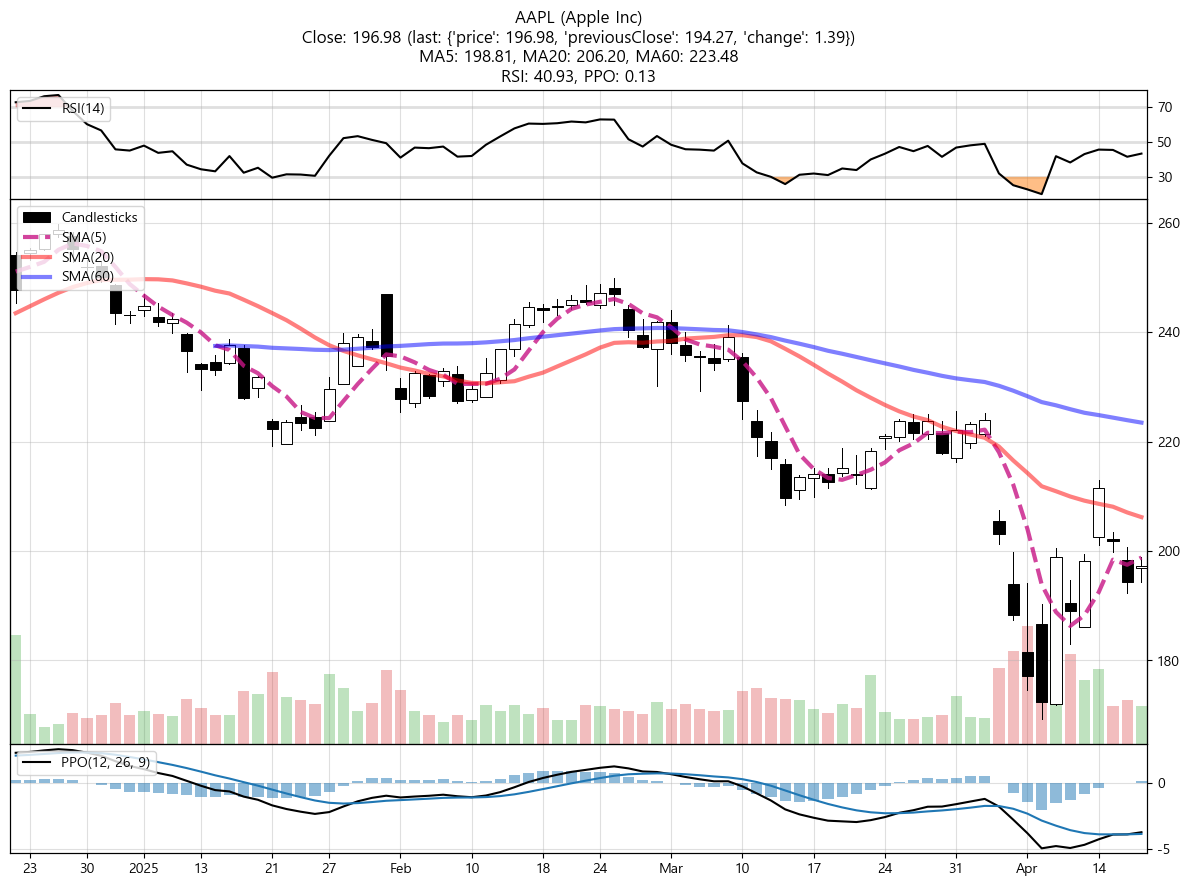 AAPL (Apple Inc)
Close: 196.98 (last: {'price': 196.98, 'previousClose': 194.27, 'change': 1.39})
MA5: 198.81, MA20: 206.20, MA60: 223.48
RSI: 40.93, PPO: 0.13
RSI(14)
70
50
30
Candlesticks
SMA(5)
SMA(20)
SMA(60)
260
240
220
200
180
PPO(12, 26, 9)
0
-5
23 30 2025 13 21 27 Feb 10 18 24 Mar 10 17 24 31 Apr 14